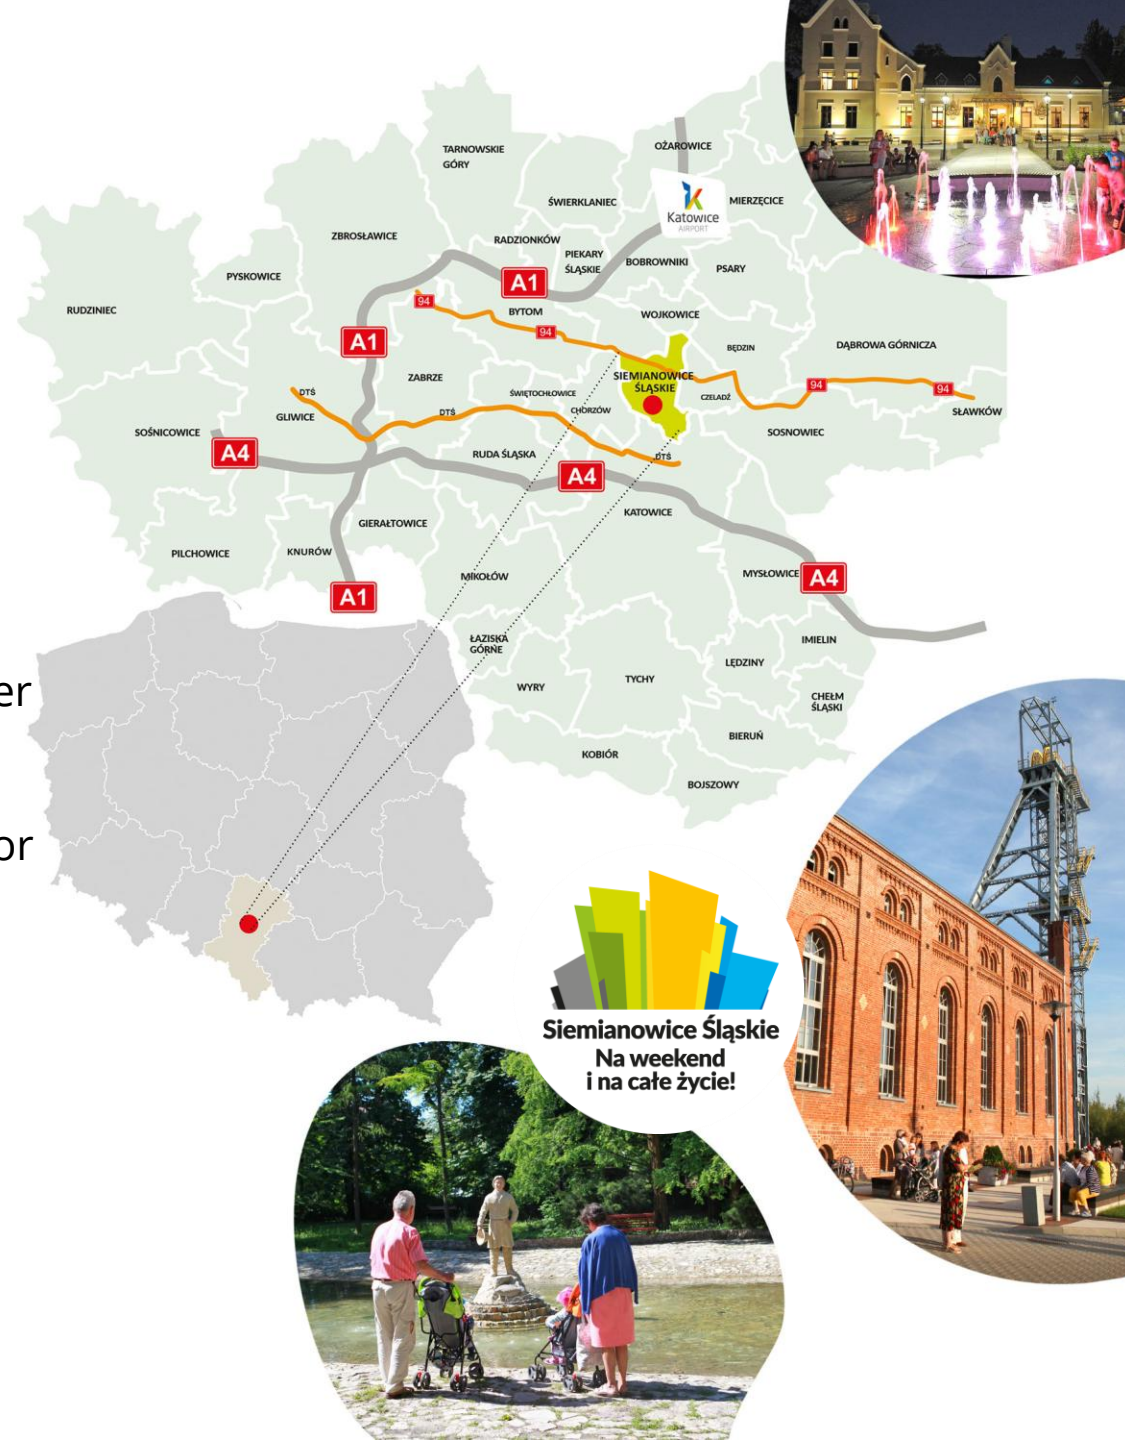 TARNOWSKIE
GÓRY
OŻAROWICE
ŚWIERKLANIEC
MIERZĘCICE
Katowice
AIRPORT
ZBROSŁAWICE
RADZIONKÓW
PIEKARY
ŚLĄSKIE
BOBROWNIKI
PSARY
PYSKOWICE
A1
94
RUDZINIEC
BYTOM
WOJKOWICE
94
A1
BĘDZIN
DĄBROWA GÓRNICZA
ZABRZE
SIEMIANOWICE
ŚLĄSKIE
94
94
DTŚ
ŚWIĘTOCHŁOWICE
CZELADŹ
GLIWICE
DTŚ
CHORZÓW
SŁAWKÓW
SOŚNICOWICE
SOSNOWIEC
A4
RUDA ŚLĄSKA
DTŚ
A4
KATOWICE
GIERAŁTOWICE
PILCHOWICE
KNURÓW
MIKOŁÓW
MYSŁOWICE
A4
A1
ŁAZISKA
GÓRNE
IMIELIN
LĘDZINY
WYRY
TYCHY
CHEŁM
ŚLĄSKI
er
BIERUŃ
KOBIÓR
BOJSZOWY
or
Siemianowice Śląskie
Na weekend
i na całe życie!